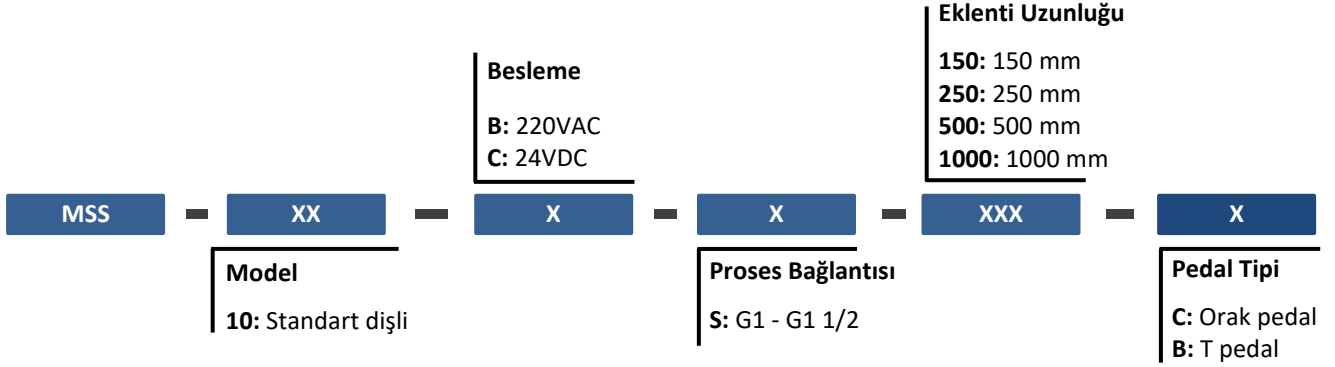 Eklenti Uzunluğu
150: 150 mm
250: 250 mm
500: 500 mm
1000: 1000 mm
Besleme
B: 220VAC
C: 24VDC
MSS XX X X XXX X
Model
10: Standart dişli
Proses Bağlantısı
S: G1 - G1 1/2
Pedal Tipi
C: Orak pedal
B: T pedal